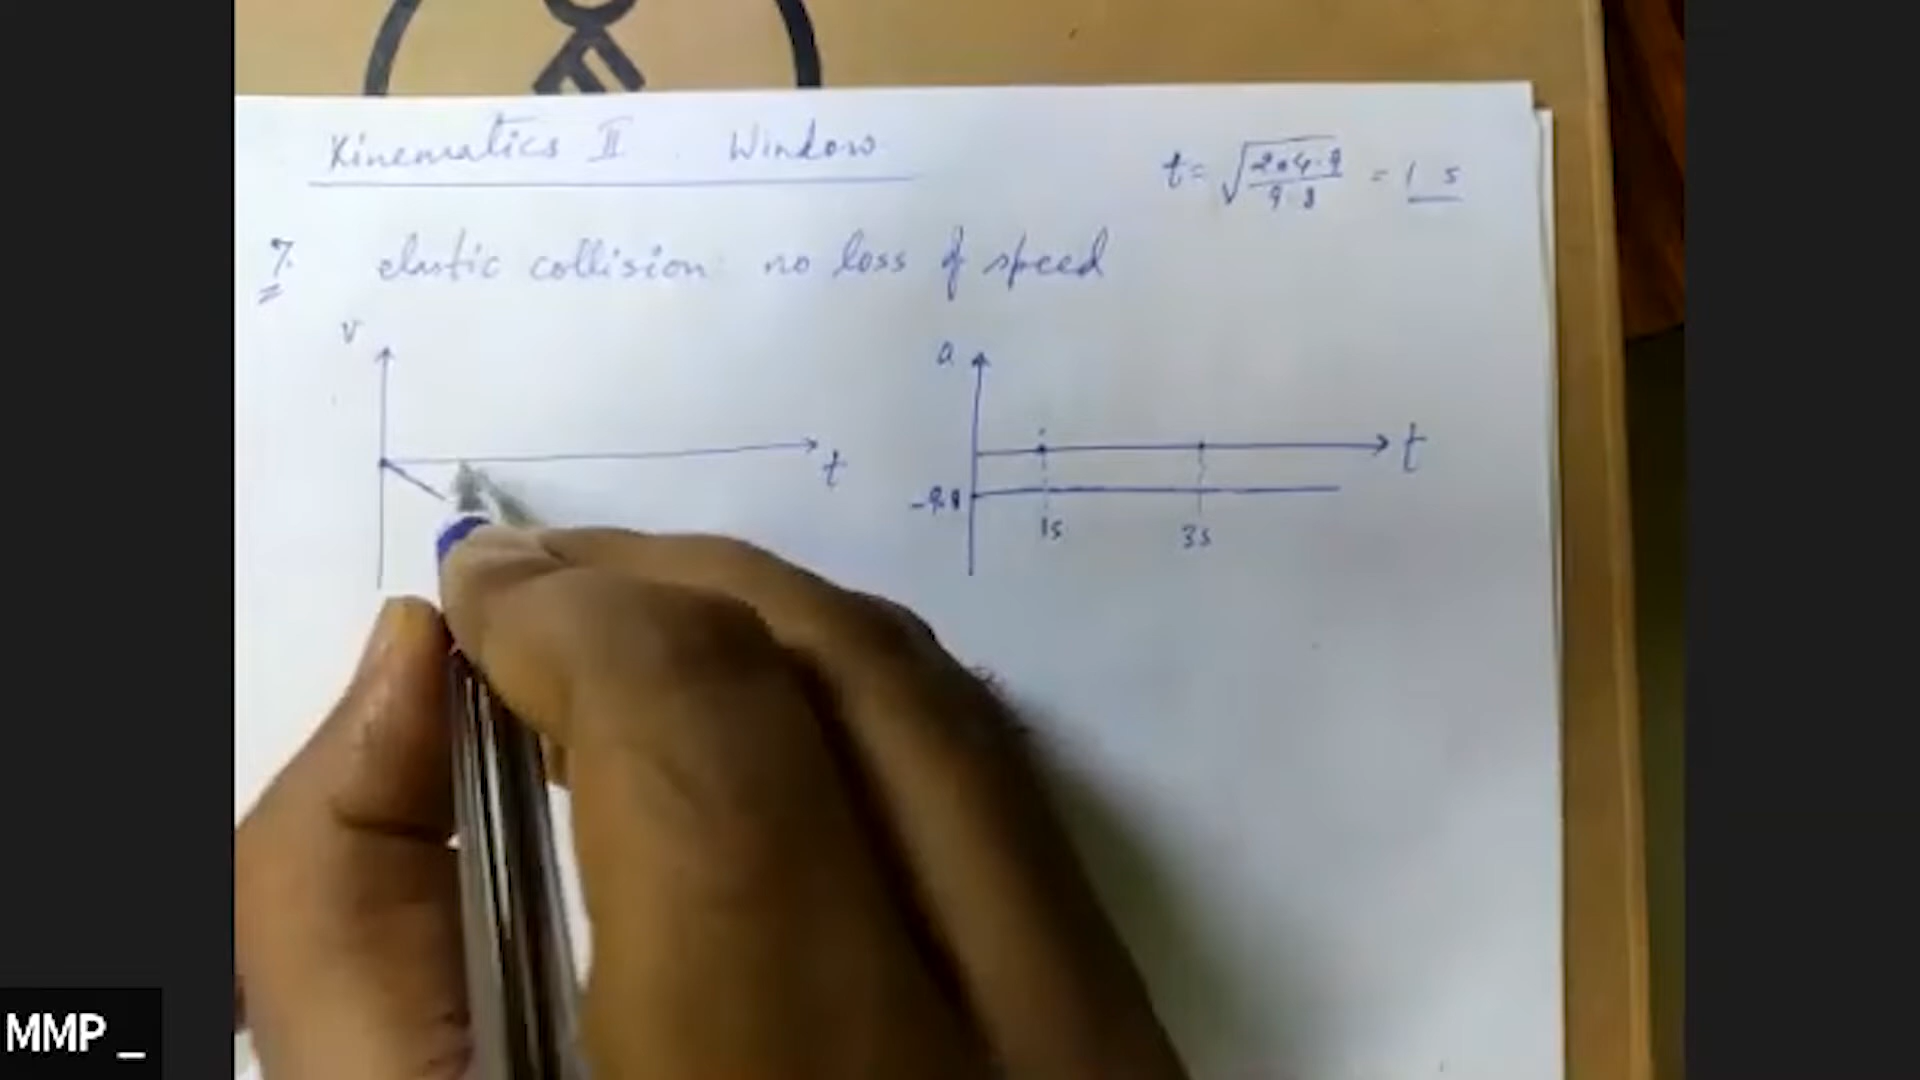 Kinematics II Window
t = √(2×4.9/9.8) = 1 s
7. elastic collision: no loss of speed
v
t
a
t
-9.8
1s
3s
MMP _